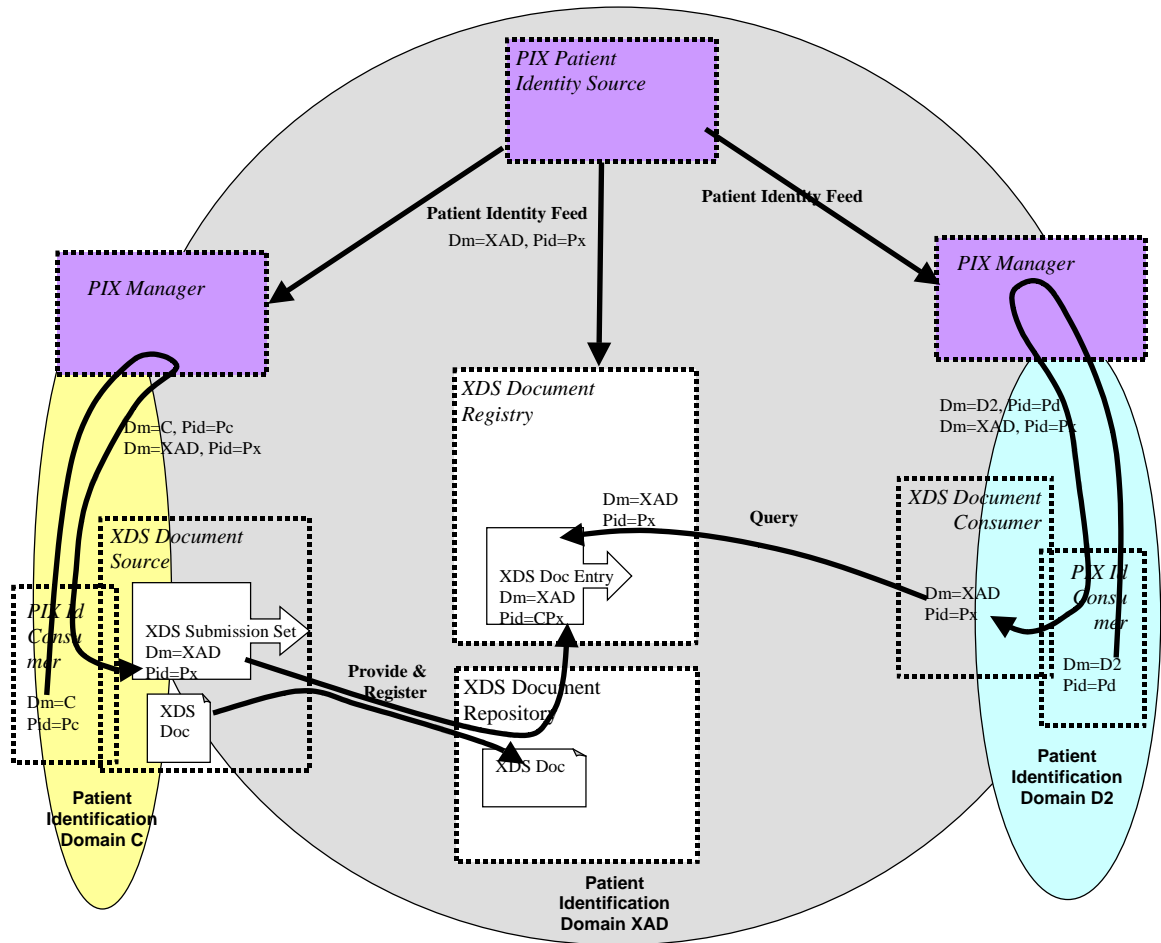 PIX Patient
Identity Source
Patient Identity Feed
Dm=XAD, Pid=Px
Patient Identity Feed
PIX Manager
PIX Manager
Dm=C, Pid=Pc
Dm=XAD, Pid=Px
XDS Document
Registry
Dm=XAD
Pid=Px
XDS Doc Entry
Dm=XAD
Pid=CPx
Query
Dm=D2, Pid=Pd
Dm=XAD, Pid=Px
XDS Document
Consumer
Dm=XAD
Pid=Px
PIX Id
Consu
mer
Dm=D2
Pid=Pd
XDS Document
Source
PIX Id
Consu
mer
Dm=C
Pid=Pc
XDS Submission Set
Dm=XAD
Pid=Px
XDS
Doc
Provide &
Register
XDS Document
Repository
XDS Doc
Patient
Identification
Domain C
Patient
Identification
Domain XAD
Patient
Identification
Domain D2